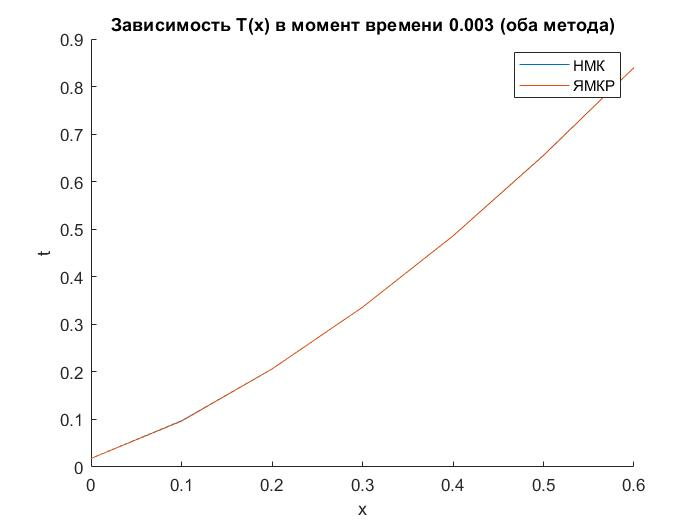 Зависимость T(x) в момент времени 0.003 (оба метода)
НМК
ЯМКР
0.9
0.8
0.7
0.6
0.5
0.4
0.3
0.2
0.1
0
t
0 0.1 0.2 0.3 0.4 0.5 0.6
x